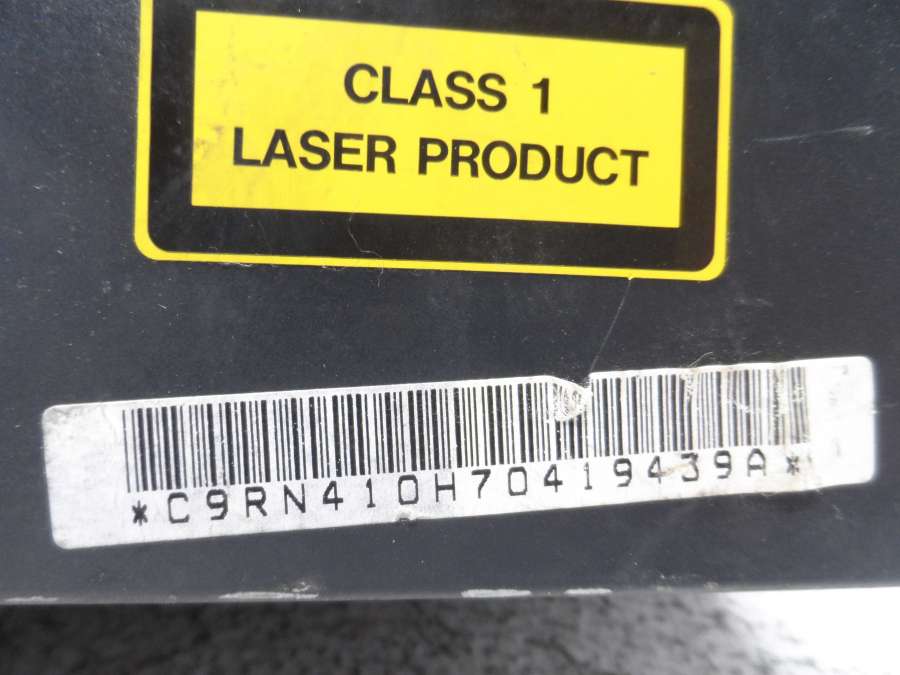 CLASS 1
LASER PRODUCT
*C9RN410H70419439A*